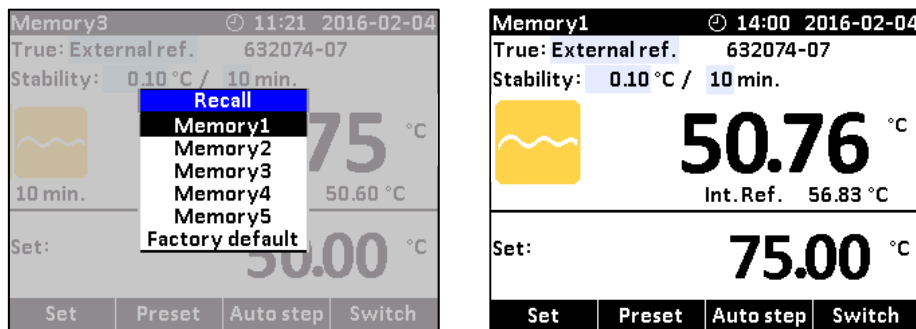 Memory3 11:21 2016-02-04
True: External ref. 632074-07
Stability: 0.10 °C / 10 min.
Recall
Memory1
Memory2
Memory3
Memory4
Memory5
Factory default
75 °C
10 min. 50.60 °C
Set: 50.00 °C
Set Preset Auto step Switch
Memory1 14:00 2016-02-04
True: External ref. 632074-07
Stability: 0.10 °C / 10 min.
50.76 °C
Int. Ref. 56.83 °C
Set: 75.00 °C
Set Preset Auto step Switch